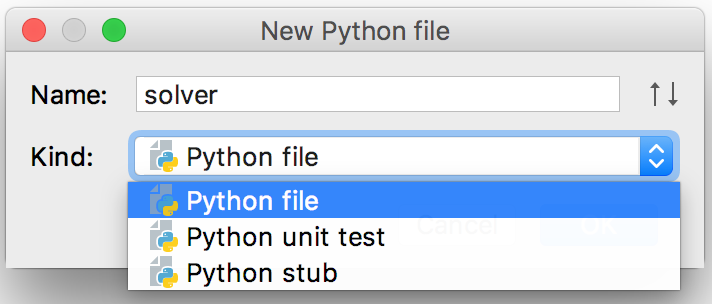 New Python file
Name: solver
Kind: Python file
Python file
Cancel OK
Python unit test
Python stub